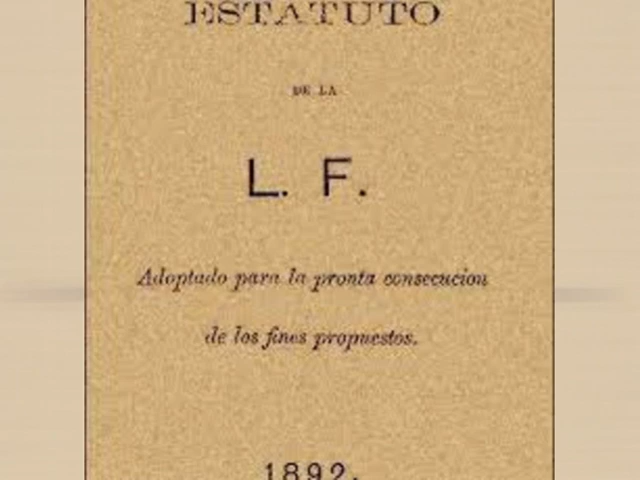 ESTATUTO
DE LA
L. F.
Adoptado para la pronta consecucion
de los fines propuestos.
1892.